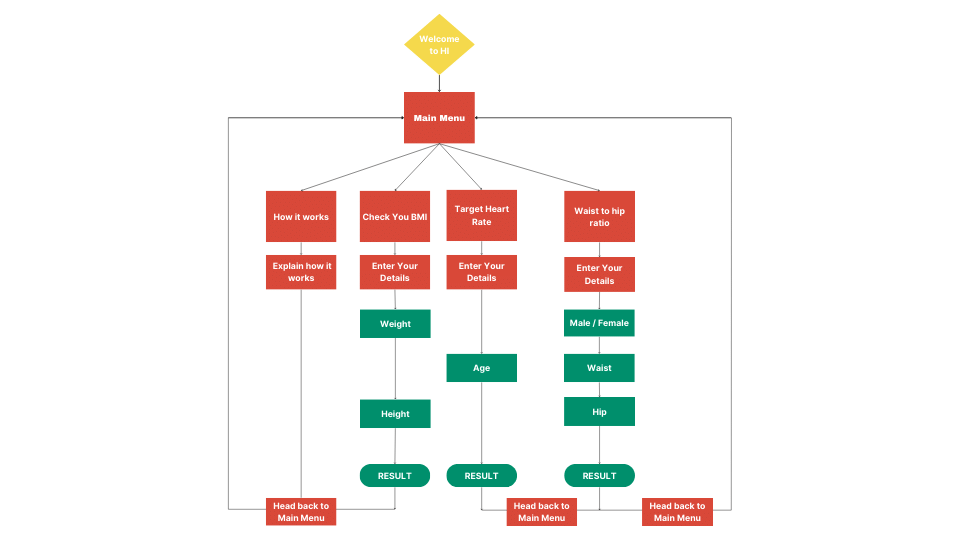 Welcome
to HI
Main Menu
How it works
Check You BMI
Target Heart
Rate
Waist to hip
ratio
Explain how it
works
Enter Your
Details
Enter Your
Details
Enter Your
Details
Weight
Male / Female
Age
Waist
Height
Hip
RESULT
RESULT
RESULT
Head back to
Main Menu
Head back to
Main Menu
Head back to
Main Menu